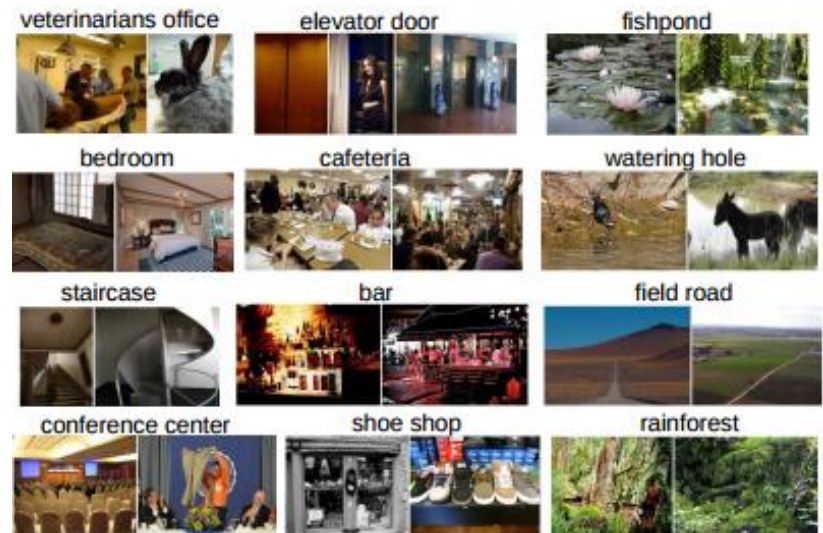 veterinarians office
elevator door
fishpond
bedroom
cafeteria
watering hole
staircase
bar
field road
conference center
shoe shop
rainforest